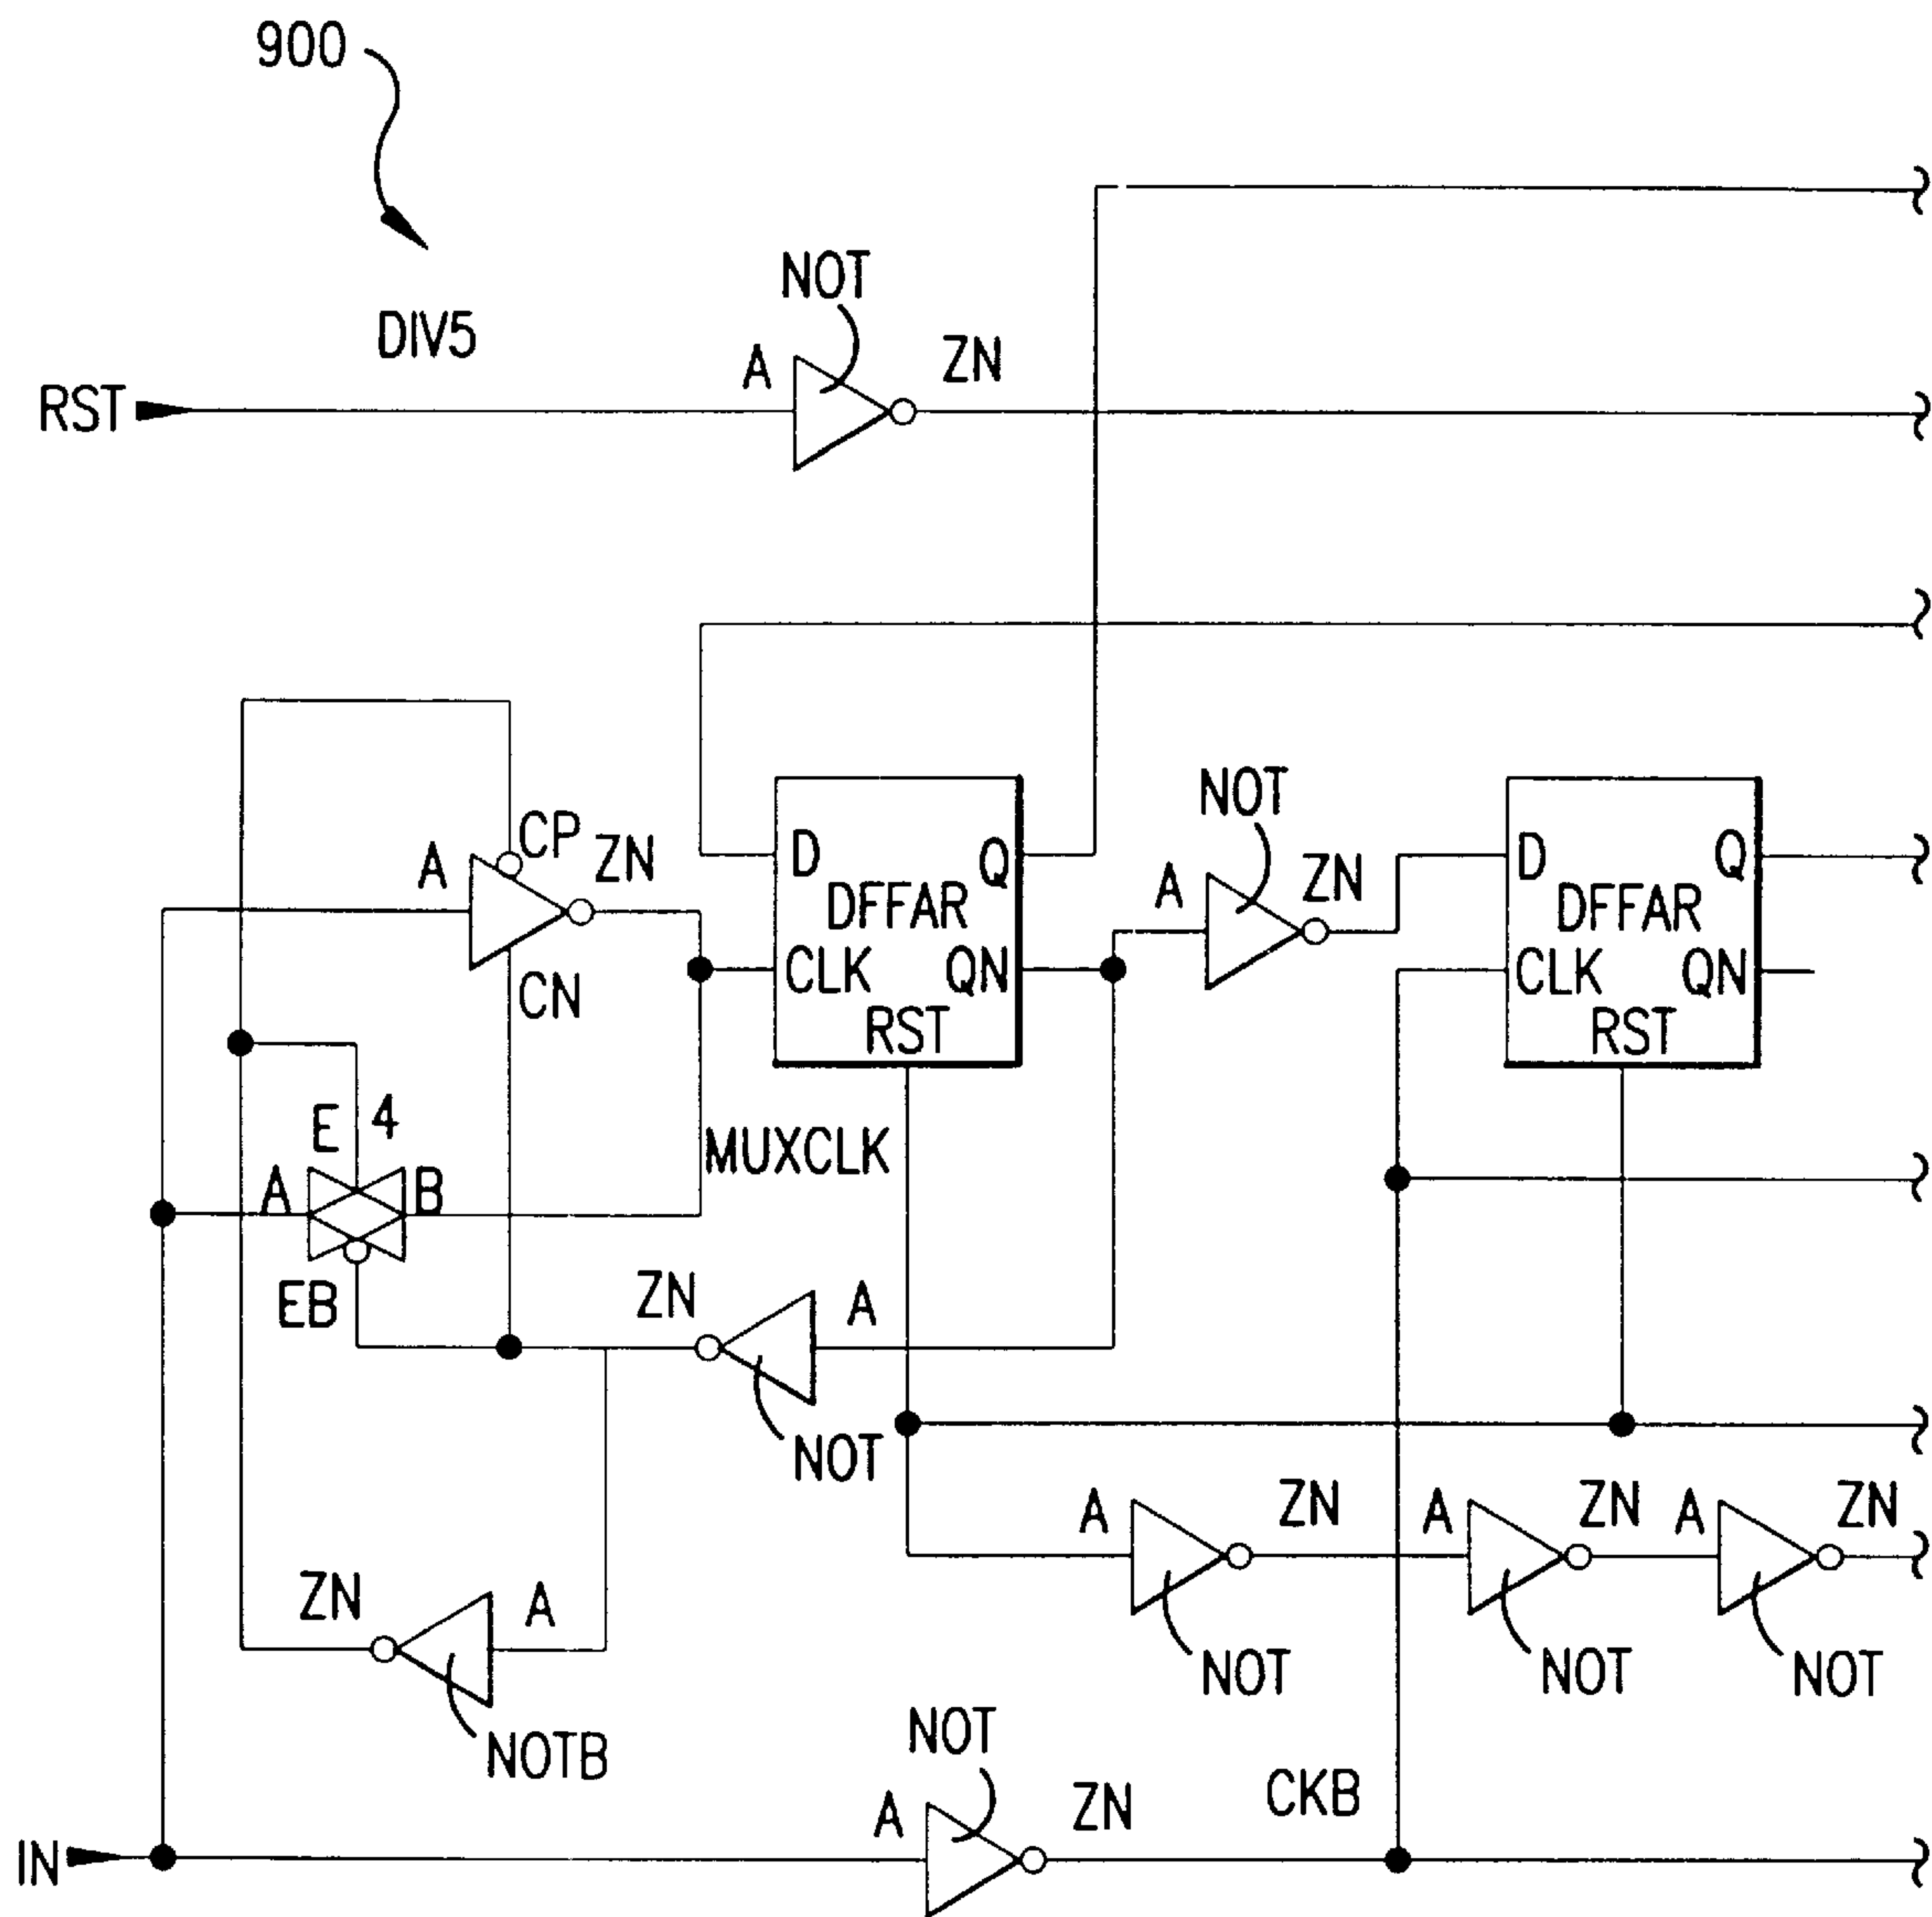 900
NOT
DIV5
A
ZN
RST
NOT
CP
ZN
A
D
Q
A
ZN
D
Q
DFFAR
DFFAR
CLK
QN
CLK
QN
CN
RST
RST
E
4
MUXCLK
A
B
EB
ZN
A
NOT
A
ZN
A
ZN
A
ZN
ZN
A
NOT
NOT
NOT
NOTB
NOT
A
ZN
CKB
IN